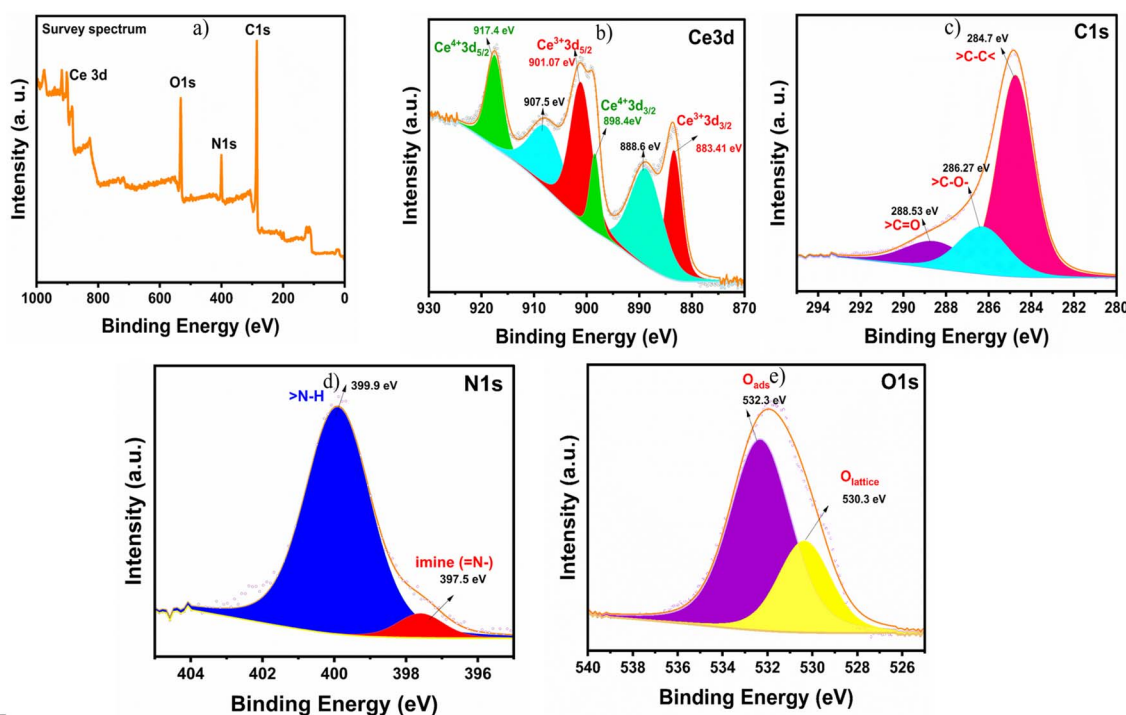 Survey spectrum
a)
C1s
Ce 3d
O1s
N1s
Intensity (a. u.)
1000 800 600 400 200 0
Binding Energy (eV)
917.4 eV
b)
Ce3d
Ce⁴⁺3d₅/₂
Ce³⁺3d₅/₂
901.07 eV
907.5 eV
Ce⁴⁺3d₃/₂
898.4eV
888.6 eV
Ce³⁺3d₃/₂
883.41 eV
Intensity (a.u.)
930 920 910 900 890 880 870
Binding Energy (eV)
c)
C1s
284.7 eV
>C-C<
286.27 eV
>C-O-
288.53 eV
>C=O
Intensity (a.u.)
294 292 290 288 286 284 282 280
Binding Energy (eV)
d)
N1s
399.9 eV
>N-H
imine (=N-)
397.5 eV
Intensity (a.u.)
404 402 400 398 396
Binding Energy (eV)
e)
O1s
Oads
532.3 eV
Olattice
530.3 eV
Intensity (a.u.)
540 538 536 534 532 530 528 526
Binding Energy (eV)